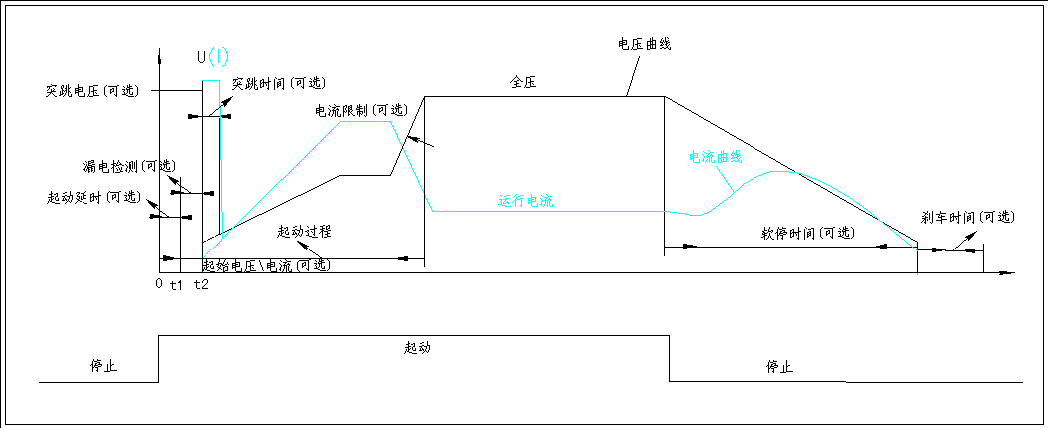 电压曲线
U(I)
全压
突跳时间(可选)
突跳电压(可选)
电流限制(可选)
电流曲线
漏电检测(可选)
起动延时(可选)
运行电流
刹车时间(可选)
起动过程
软停时间(可选)
起始电压\电流(可选)
0
t1
t2
起动
停止
停止